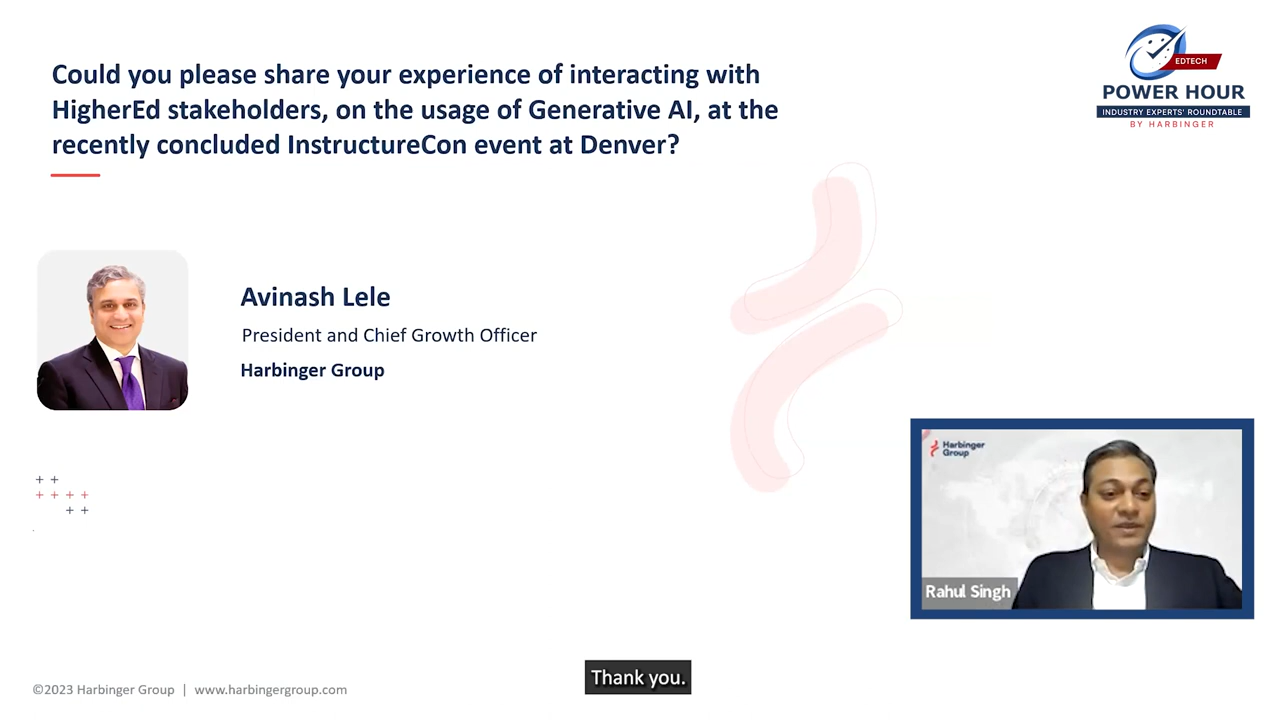 Could you please share your experience of interacting with
HigherEd stakeholders, on the usage of Generative AI, at the
recently concluded InstructureCon event at Denver?
EDTECH
POWER HOUR
INDUSTRY EXPERTS' ROUNDTABLE
BY HARBINGER
Avinash Lele
President and Chief Growth Officer
Harbinger Group
Harbinger
Group
Rahul Singh
Thank you.
©2023 Harbinger Group | www.harbingergroup.com